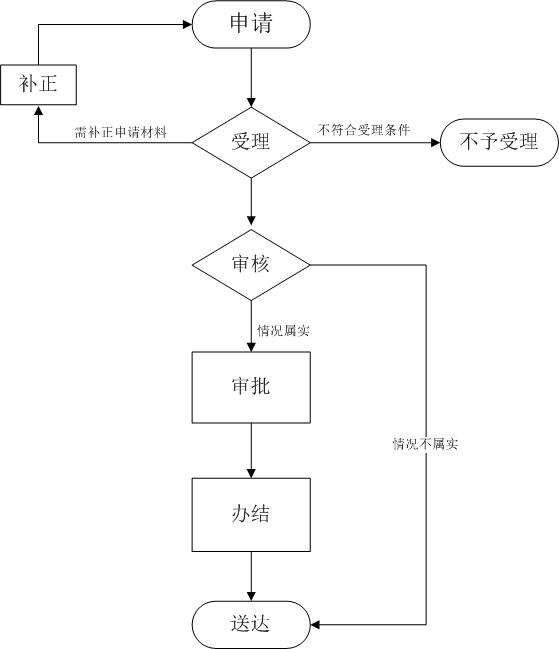 申请
补正
需补正申请材料
受理
不符合受理条件
不予受理
审核
情况属实
审批
情况不属实
办结
送达